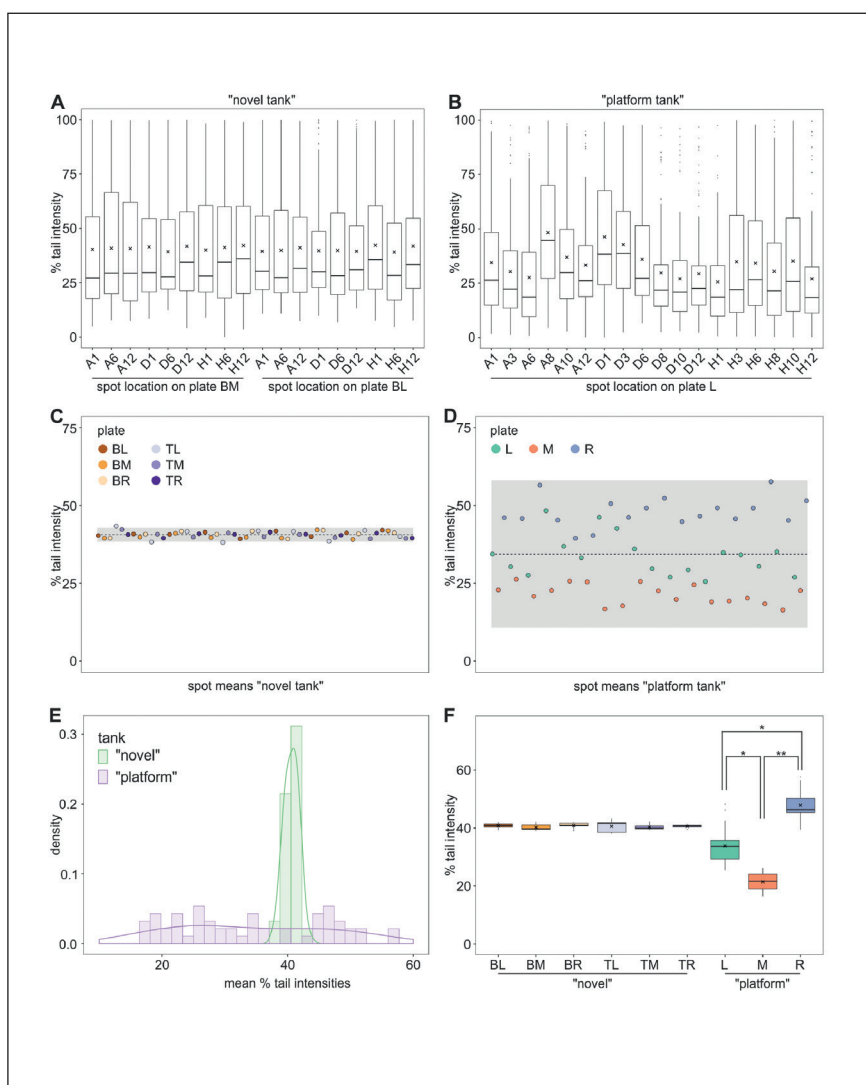 A
"novel tank"
% tail intensity
100
75
50
25
0
A1 A6 A12 D1 D6 D12 H1 H6 H12 A1 A6 A12 D1 D6 A12 H1 H6 H12
spot location on plate BM spot location on plate BL
B
"platform tank"
% tail intensity
100
75
50
25
0
A1 A3 A6 A8 A10 A12 D1 D3 D6 D8 D10 D12 H1 H3 H6 H8 H10 H12
spot location on plate L
C
% tail intensity
75
50
25
0
plate
BL TL
BM TM
BR TR
spot means "novel tank"
D
% tail intensity
75
50
25
0
plate
L M R
spot means "platform tank"
E
density
0.3
0.2
0.1
0.0
tank
"novel"
"platform"
20 40 60
mean % tail intensities
F
% tail intensity
60
40
20
0
*
* **
BL BM BR TL TM TR L M R
"novel" "platform"